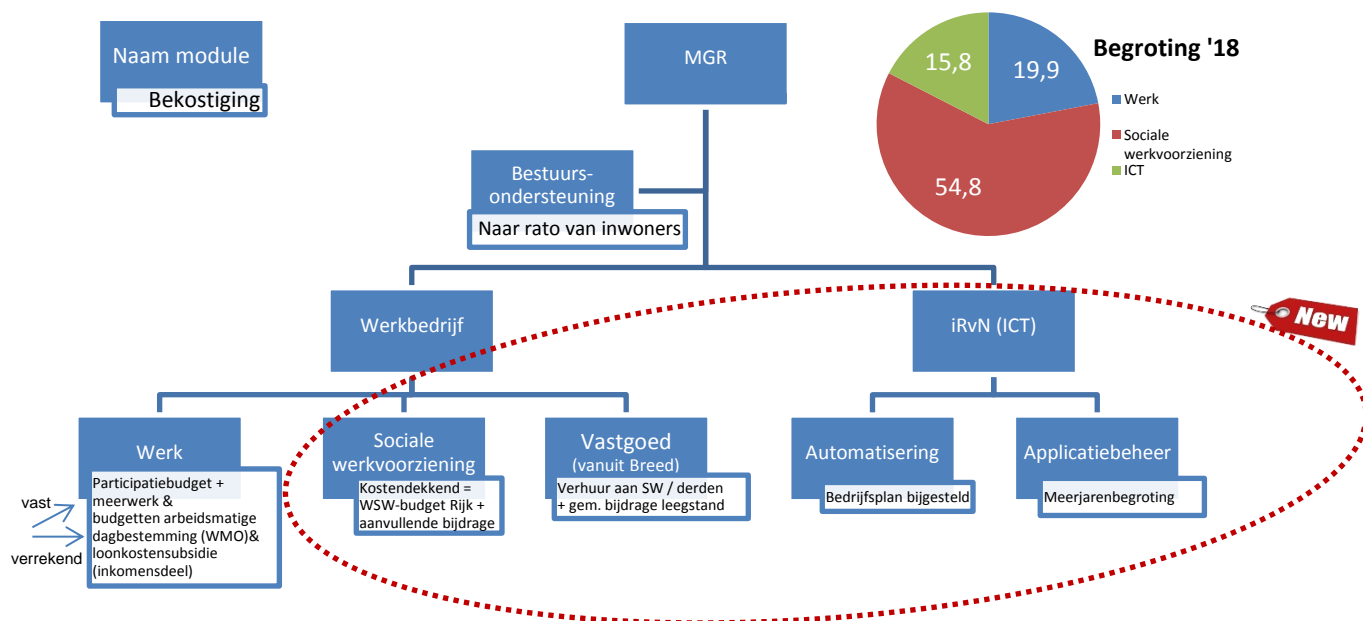 Naam module
Bekostiging
MGR
Begroting '18
15,8
19,9
54,8
Werk
Sociale
werkvoorziening
ICT
Bestuurs-
ondersteuning
Naar rato van inwoners
Werkbedrijf
iRvN (ICT)
New
Werk
Participatiebudget +
meerwerk &
budgetten arbeidsmatige
dagbestemming (WMO)&
loonkostensubsidie
(inkomensdeel)
vast
verrekend
Sociale
werkvoorziening
Kostendekkend =
WSW-budget Rijk +
aanvullende bijdrage
Vastgoed
(vanuit Breed)
Verhuur aan SW / derden
+ gem. bijdrage leegstand
Automatisering
Bedrijfsplan bijgesteld
Applicatiebeheer
Meerjarenbegroting